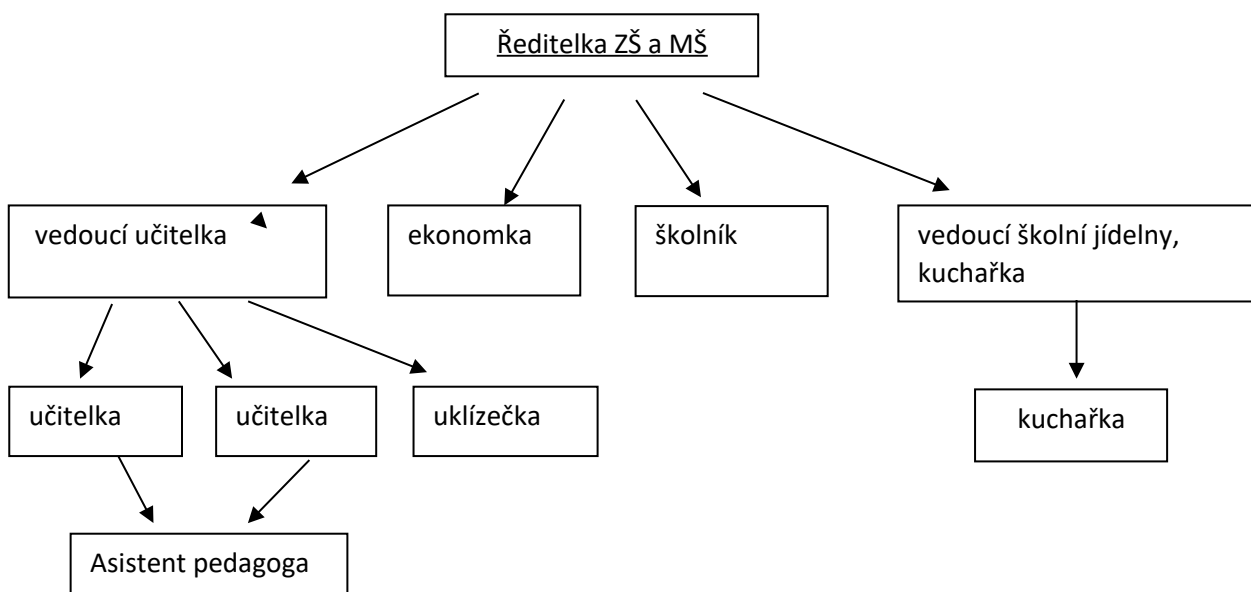 Ředitelka ZŠ a MŠ
vedoucí učitelka
ekonomka
školník
vedoucí školní jídelny,
kuchařka
učitelka
učitelka
uklízečka
kuchařka
Asistent pedagoga